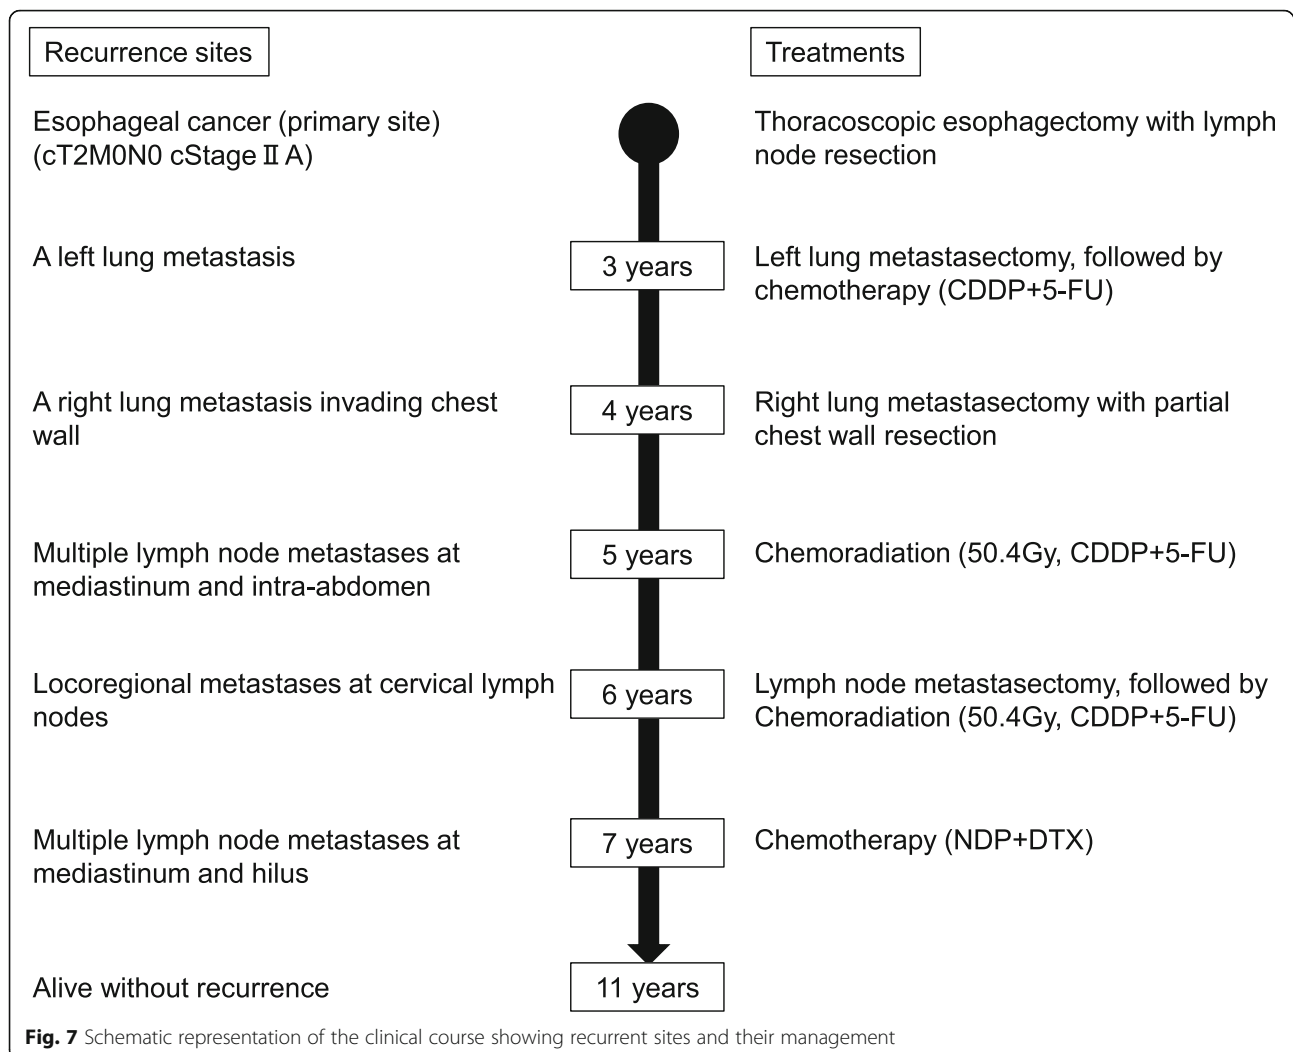 Recurrence sites
Treatments
Esophageal cancer (primary site)
(cT2M0N0 cStage Ⅱ A)
Thoracoscopic esophagectomy with lymph
node resection
A left lung metastasis
3 years
Left lung metastasectomy, followed by
chemotherapy (CDDP+5-FU)
A right lung metastasis invading chest
wall
4 years
Right lung metastasectomy with partial
chest wall resection
Multiple lymph node metastases at
mediastinum and intra-abdomen
5 years
Chemoradiation (50.4Gy, CDDP+5-FU)
Locoregional metastases at cervical lymph
nodes
6 years
Lymph node metastasectomy, followed by
Chemoradiation (50.4Gy, CDDP+5-FU)
Multiple lymph node metastases at
mediastinum and hilus
7 years
Chemotherapy (NDP+DTX)
Alive without recurrence
11 years
Fig. 7 Schematic representation of the clinical course showing recurrent sites and their management